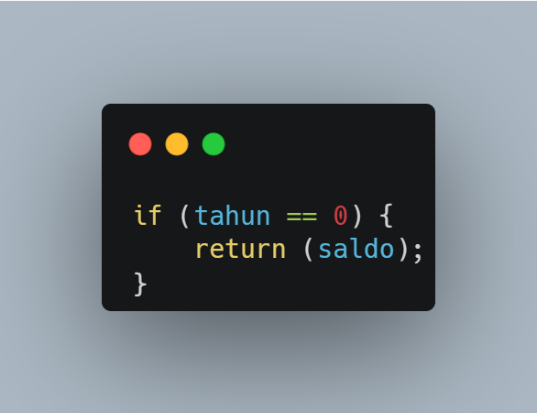 if (tahun == 0) {
    return (saldo);
}